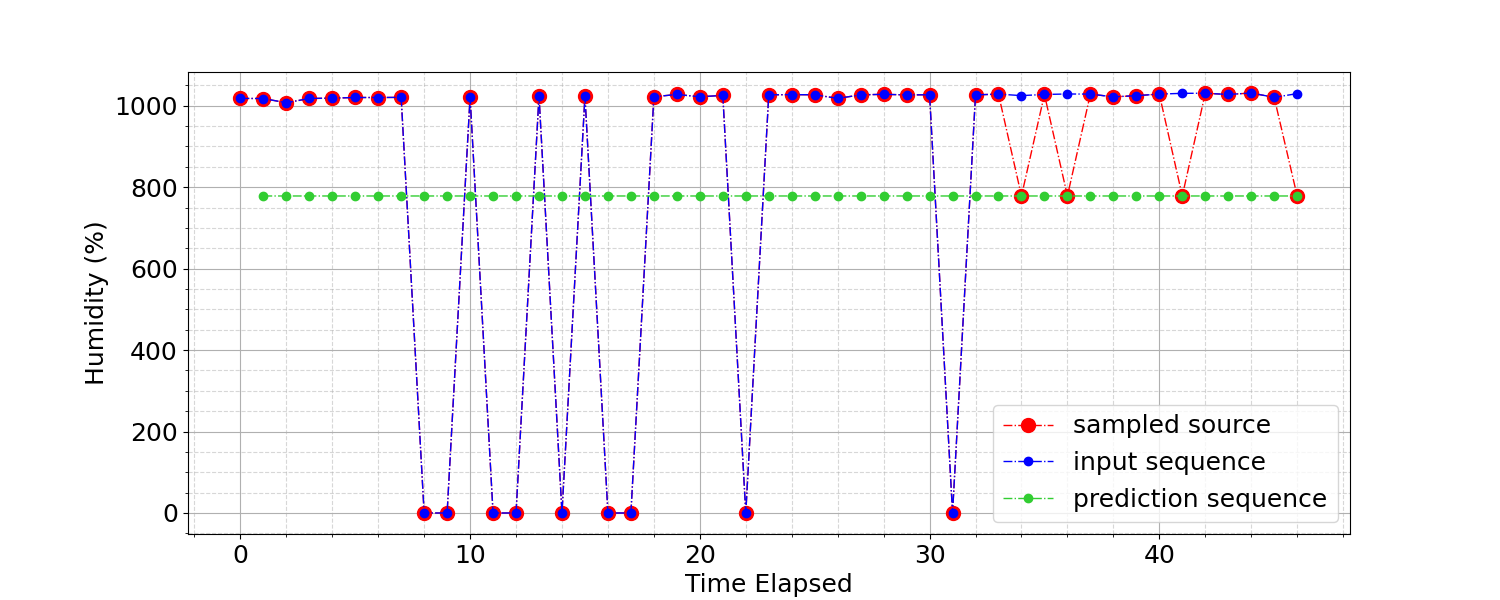 1000
800
600
400
200
0
Humidity (%)
0 10 20 30 40
Time Elapsed
sampled source
input sequence
prediction sequence